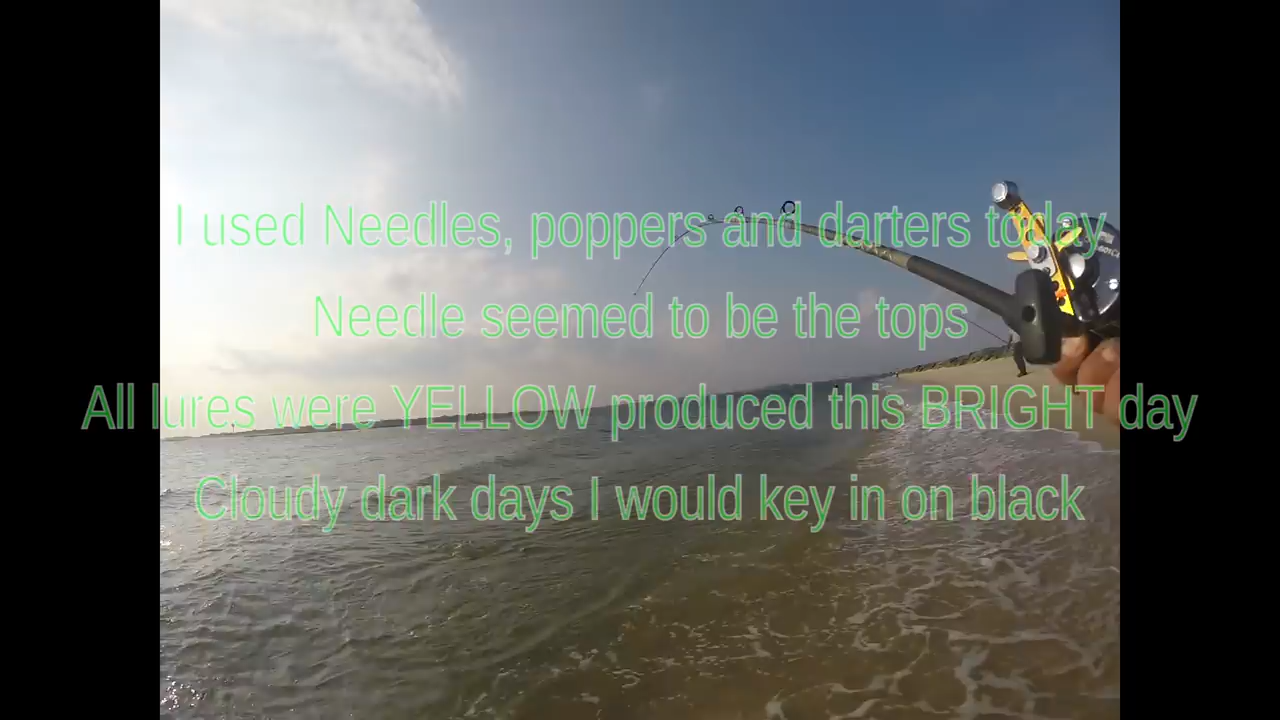 I used Needles, poppers and darters today
Needle seemed to be the tops
All lures were YELLOW produced this BRIGHT day
Cloudy dark days I would key in on black